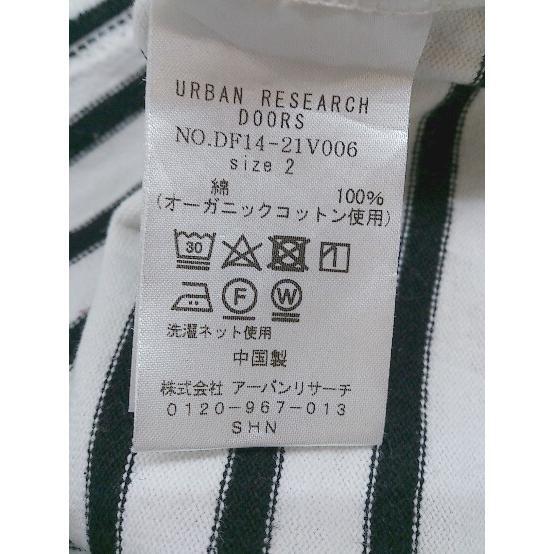 URBAN RESEARCH
DOORS
NO.DF14-21V006
size 2
綿 100%
(オーガニックコットン使用)
30
F W
洗濯ネット使用
中国製
株式会社 アーバンリサーチ
0120-967-013
SHN